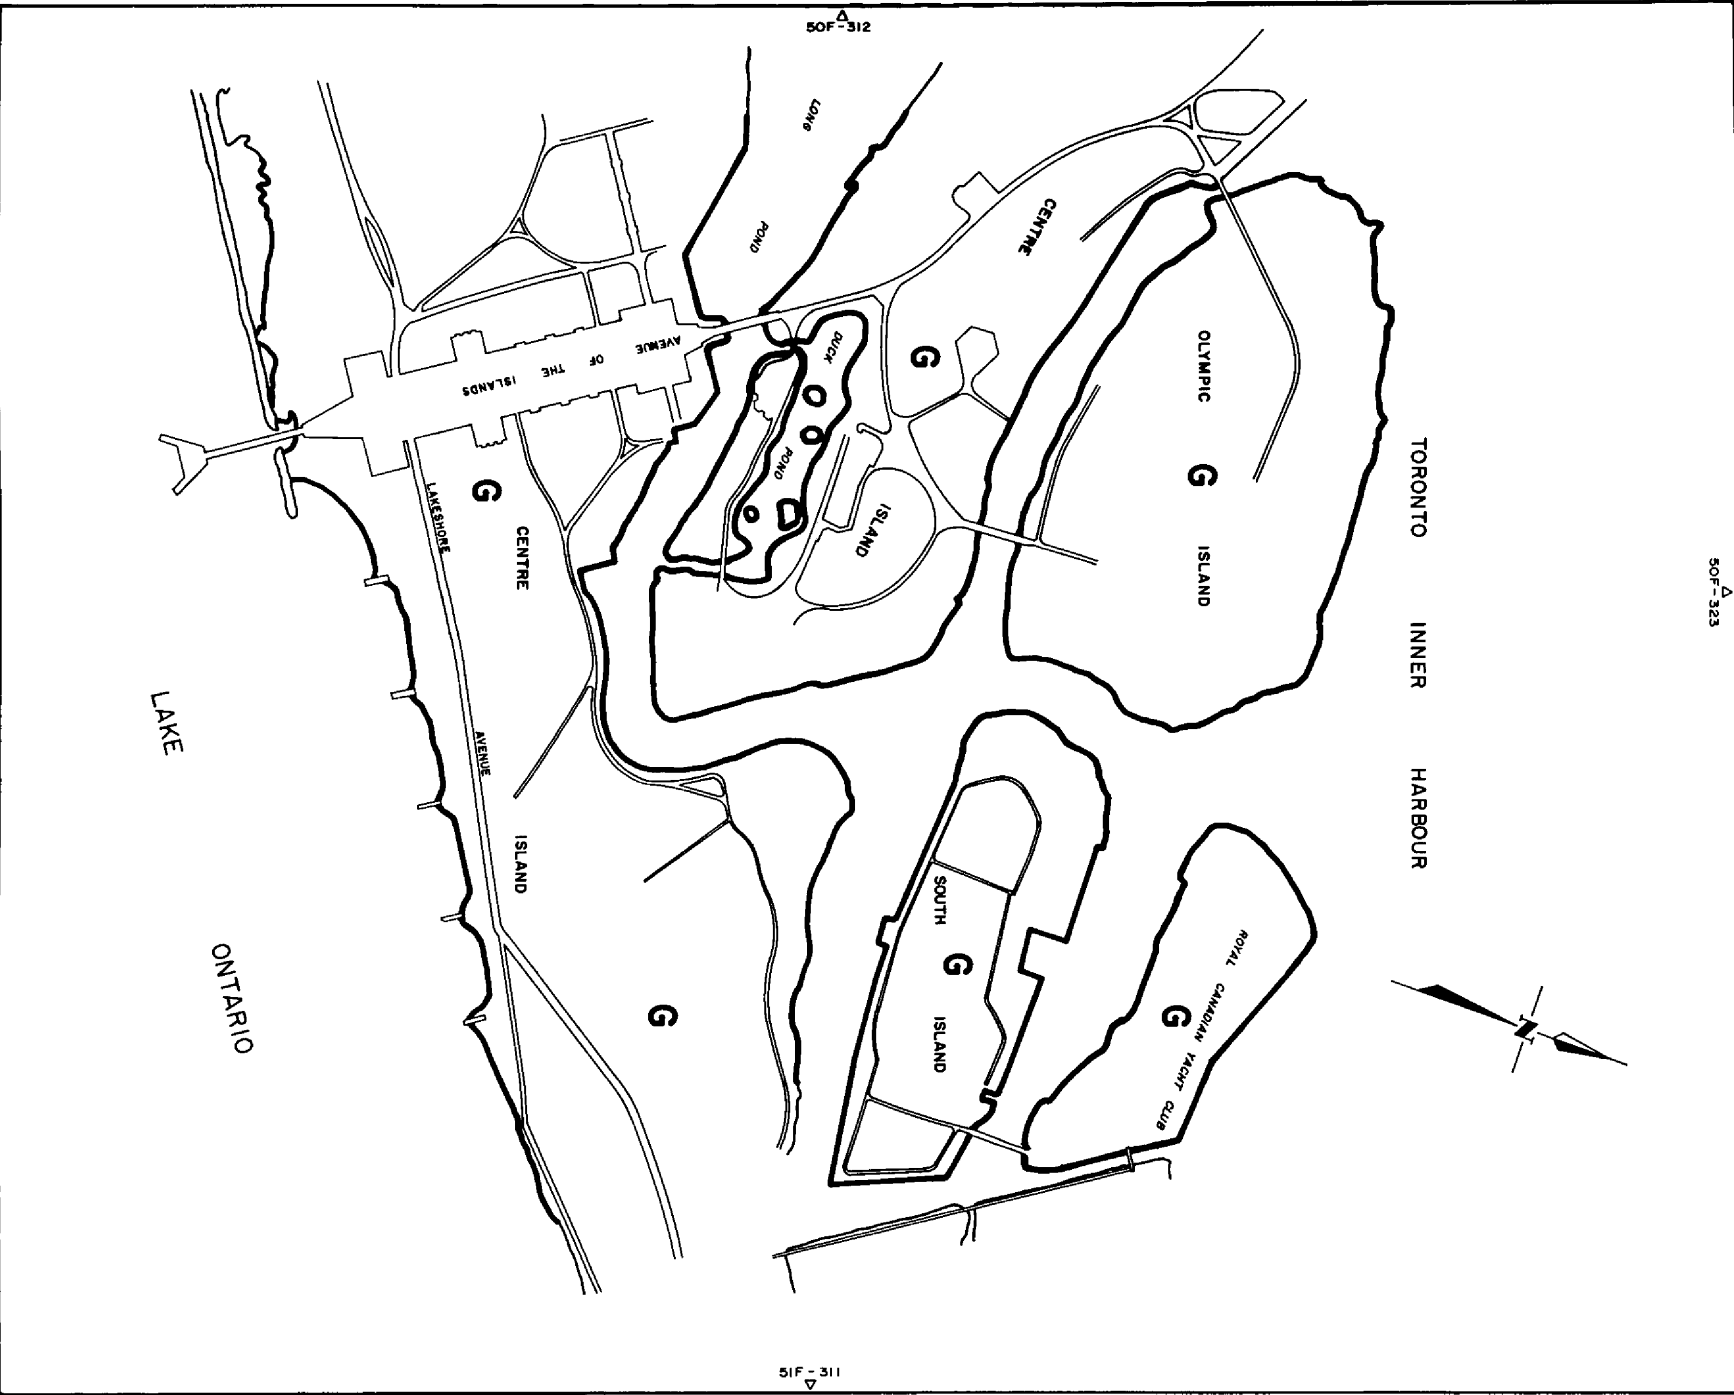 50F-312
50F-323
51F-311
LONG
POND
CENTRE
ISLAND
G
DUCK
POND
OLYMPIC
G
ISLAND
TORONTO INNER HARBOUR
AVENUE OF THE ISLANDS
G
CENTRE
ISLAND
LAKESHORE
AVENUE
G
SOUTH
G
ISLAND
ROYAL CANADIAN YACHT CLUB
G
LAKE
ONTARIO
N